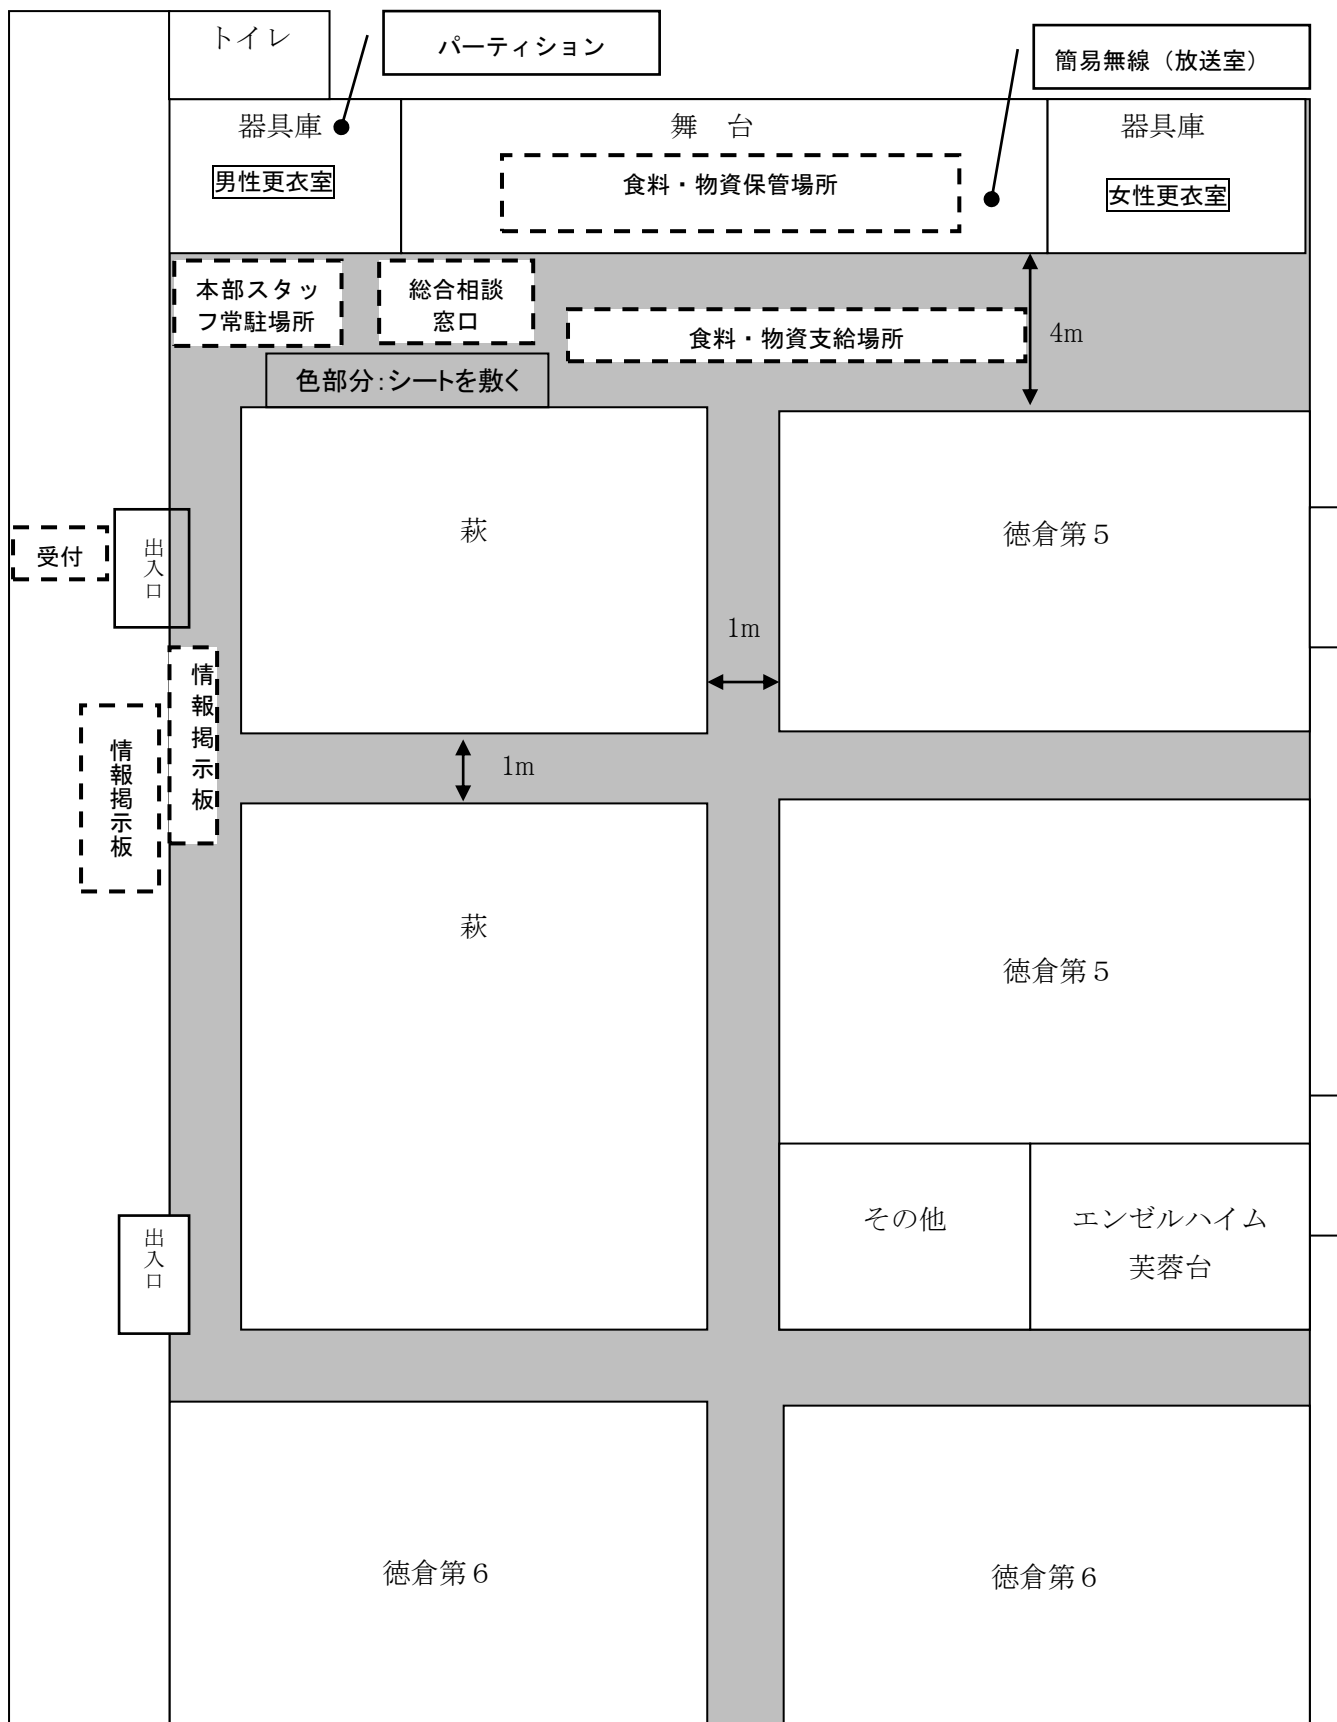 トイレ
パーティション
簡易無線（放送室）
器具庫
舞　台
器具庫
男性更衣室
食料・物資保管場所
女性更衣室
本部スタッ
フ常駐場所
総合相談
窓口
食料・物資支給場所
4m
色部分：シートを敷く
萩
徳倉第５
受付
出入口
1m
情報掲示板
情報掲示板
1m
萩
徳倉第５
出入口
その他
エンゼルハイム
芙蓉台
徳倉第６
徳倉第６